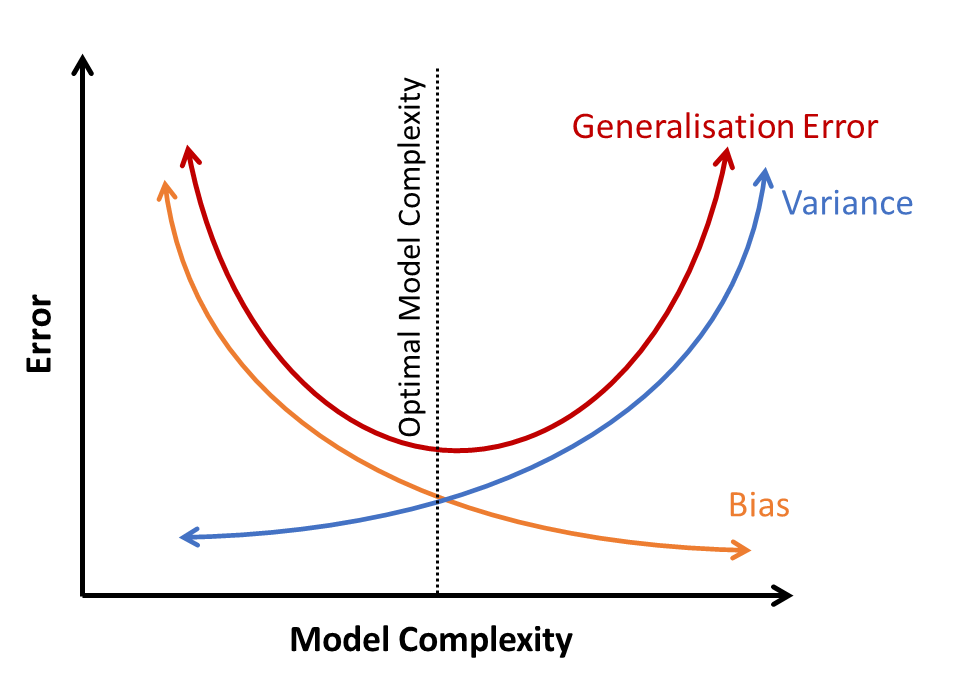 Optimal Model Complexity
Generalisation Error
Variance
Error
Bias
Model Complexity